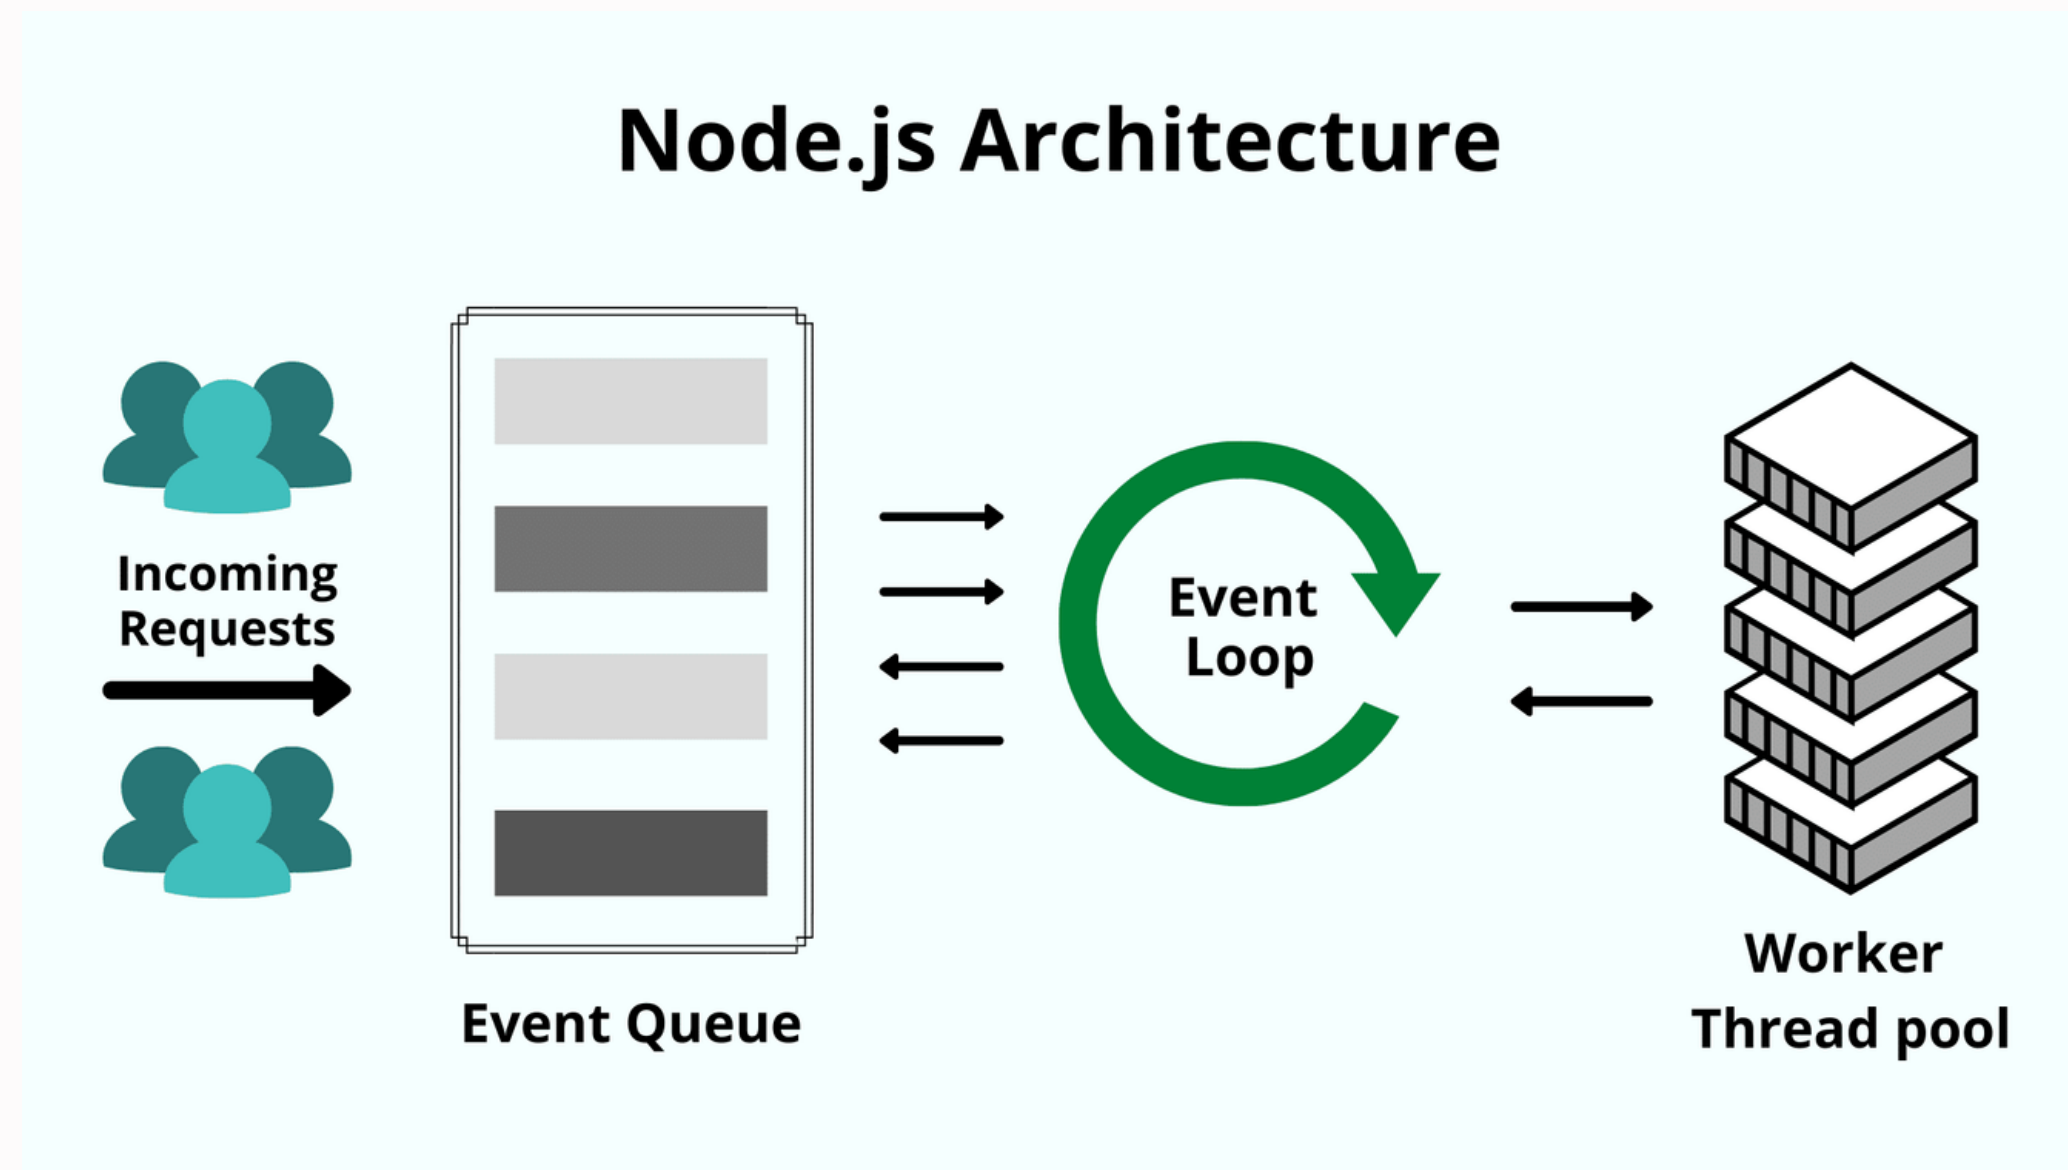 Node.js Architecture
Incoming
Requests
Event Queue
Event
Loop
Worker
Thread pool